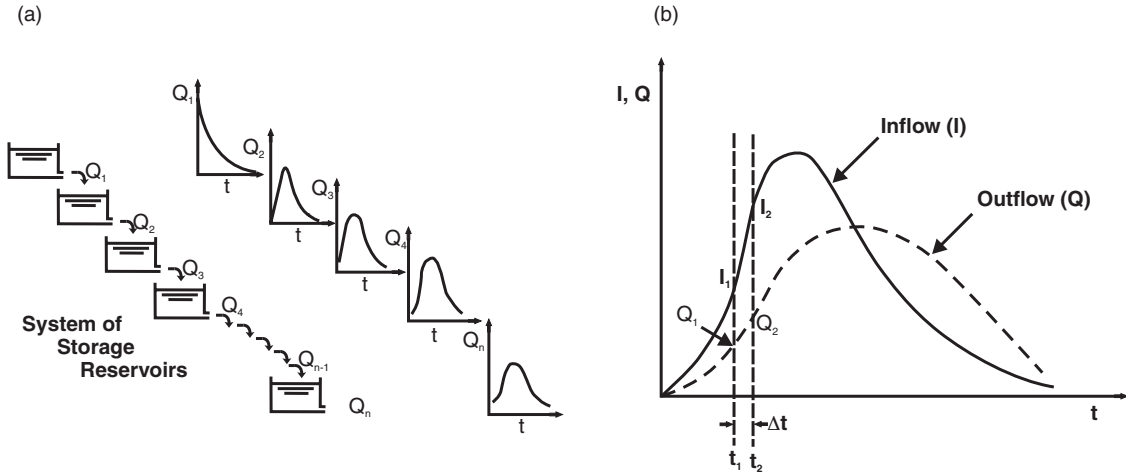 (a)
Q1
Q2
Q3
Q4
Qn-1
Qn
System of
Storage
Reservoirs
Q1
t
Q2
t
Q3
t
Q4
t
Qn
t
(b)
I, Q
Inflow (I)
Outflow (Q)
I2
I1
Q1
Q2
t
Δt
t1
t2